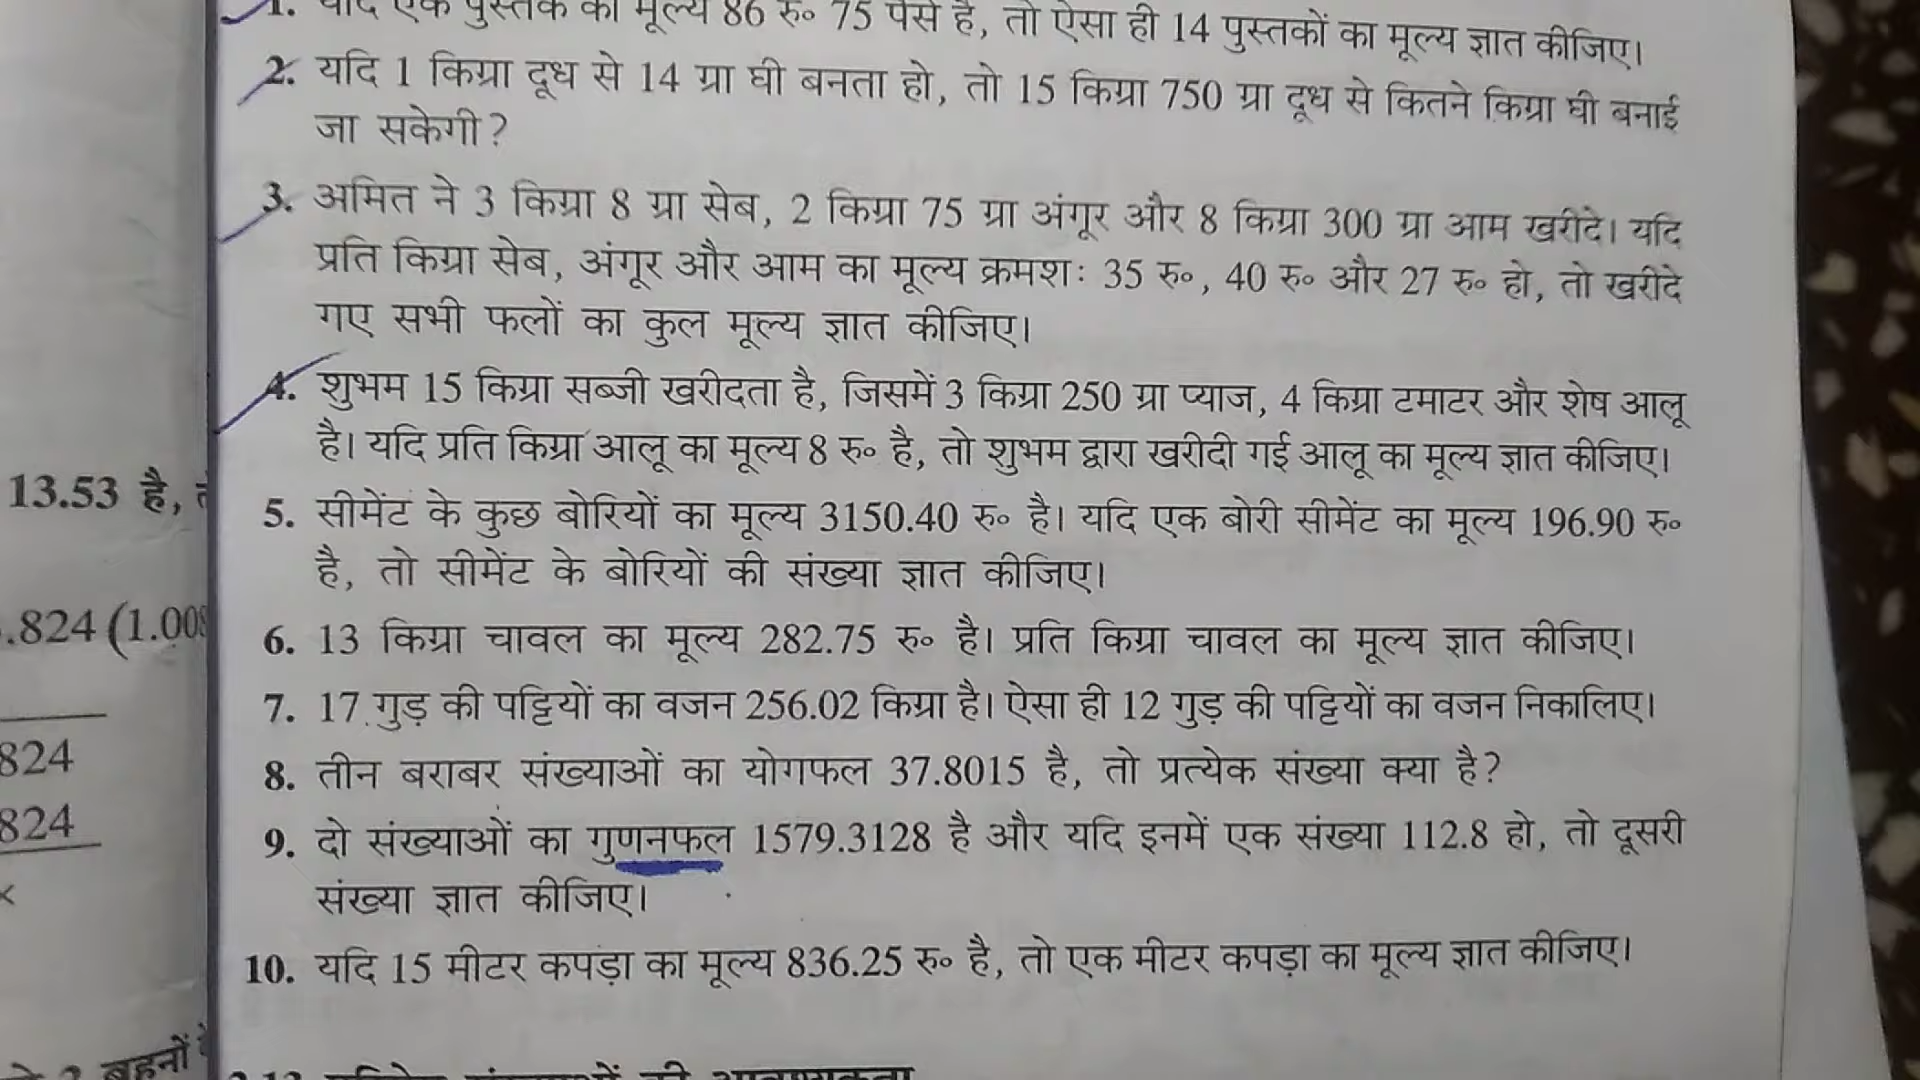 1. यदि एक पुस्तक का मूल्य 86 रु० 75 पैसे है, तो ऐसा ही 14 पुस्तकों का मूल्य ज्ञात कीजिए।
2. यदि 1 किग्रा दूध से 14 ग्रा घी बनता हो, तो 15 किग्रा 750 ग्रा दूध से कितने किग्रा घी बनाई
जा सकेगी?
3. अमित ने 3 किग्रा 8 ग्रा सेब, 2 किग्रा 75 ग्रा अंगूर और 8 किग्रा 300 ग्रा आम खरीदे। यदि
प्रति किग्रा सेब, अंगूर और आम का मूल्य क्रमशः 35 रु०, 40 रु० और 27 रु० हो, तो खरीदे
गए सभी फलों का कुल मूल्य ज्ञात कीजिए।
4. शुभम 15 किग्रा सब्जी खरीदता है, जिसमें 3 किग्रा 250 ग्रा प्याज, 4 किग्रा टमाटर और शेष आलू
है। यदि प्रति किग्रा आलू का मूल्य 8 रु० है, तो शुभम द्वारा खरीदी गई आलू का मूल्य ज्ञात कीजिए।
5. सीमेंट के कुछ बोरियों का मूल्य 3150.40 रु० है। यदि एक बोरी सीमेंट का मूल्य 196.90 रु०
है, तो सीमेंट के बोरियों की संख्या ज्ञात कीजिए।
6. 13 किग्रा चावल का मूल्य 282.75 रु० है। प्रति किग्रा चावल का मूल्य ज्ञात कीजिए।
7. 17 गुड़ की पट्टियों का वजन 256.02 किग्रा है। ऐसा ही 12 गुड़ की पट्टियों का वजन निकालिए।
8. तीन बराबर संख्याओं का योगफल 37.8015 है, तो प्रत्येक संख्या क्या है?
9. दो संख्याओं का गुणनफल 1579.3128 है और यदि इनमें एक संख्या 112.8 हो, तो दूसरी
संख्या ज्ञात कीजिए।
10. यदि 15 मीटर कपड़ा का मूल्य 836.25 रु० है, तो एक मीटर कपड़ा का मूल्य ज्ञात कीजिए।
13.53 है,
.824 (1.00
824
824
×
बहनों